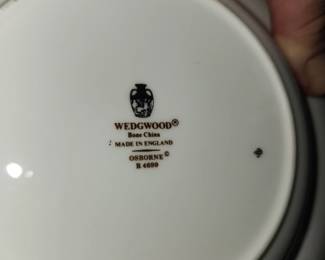 WEDGWOOD®
Bone China
MADE IN ENGLAND
OSBORNE©
R 4699